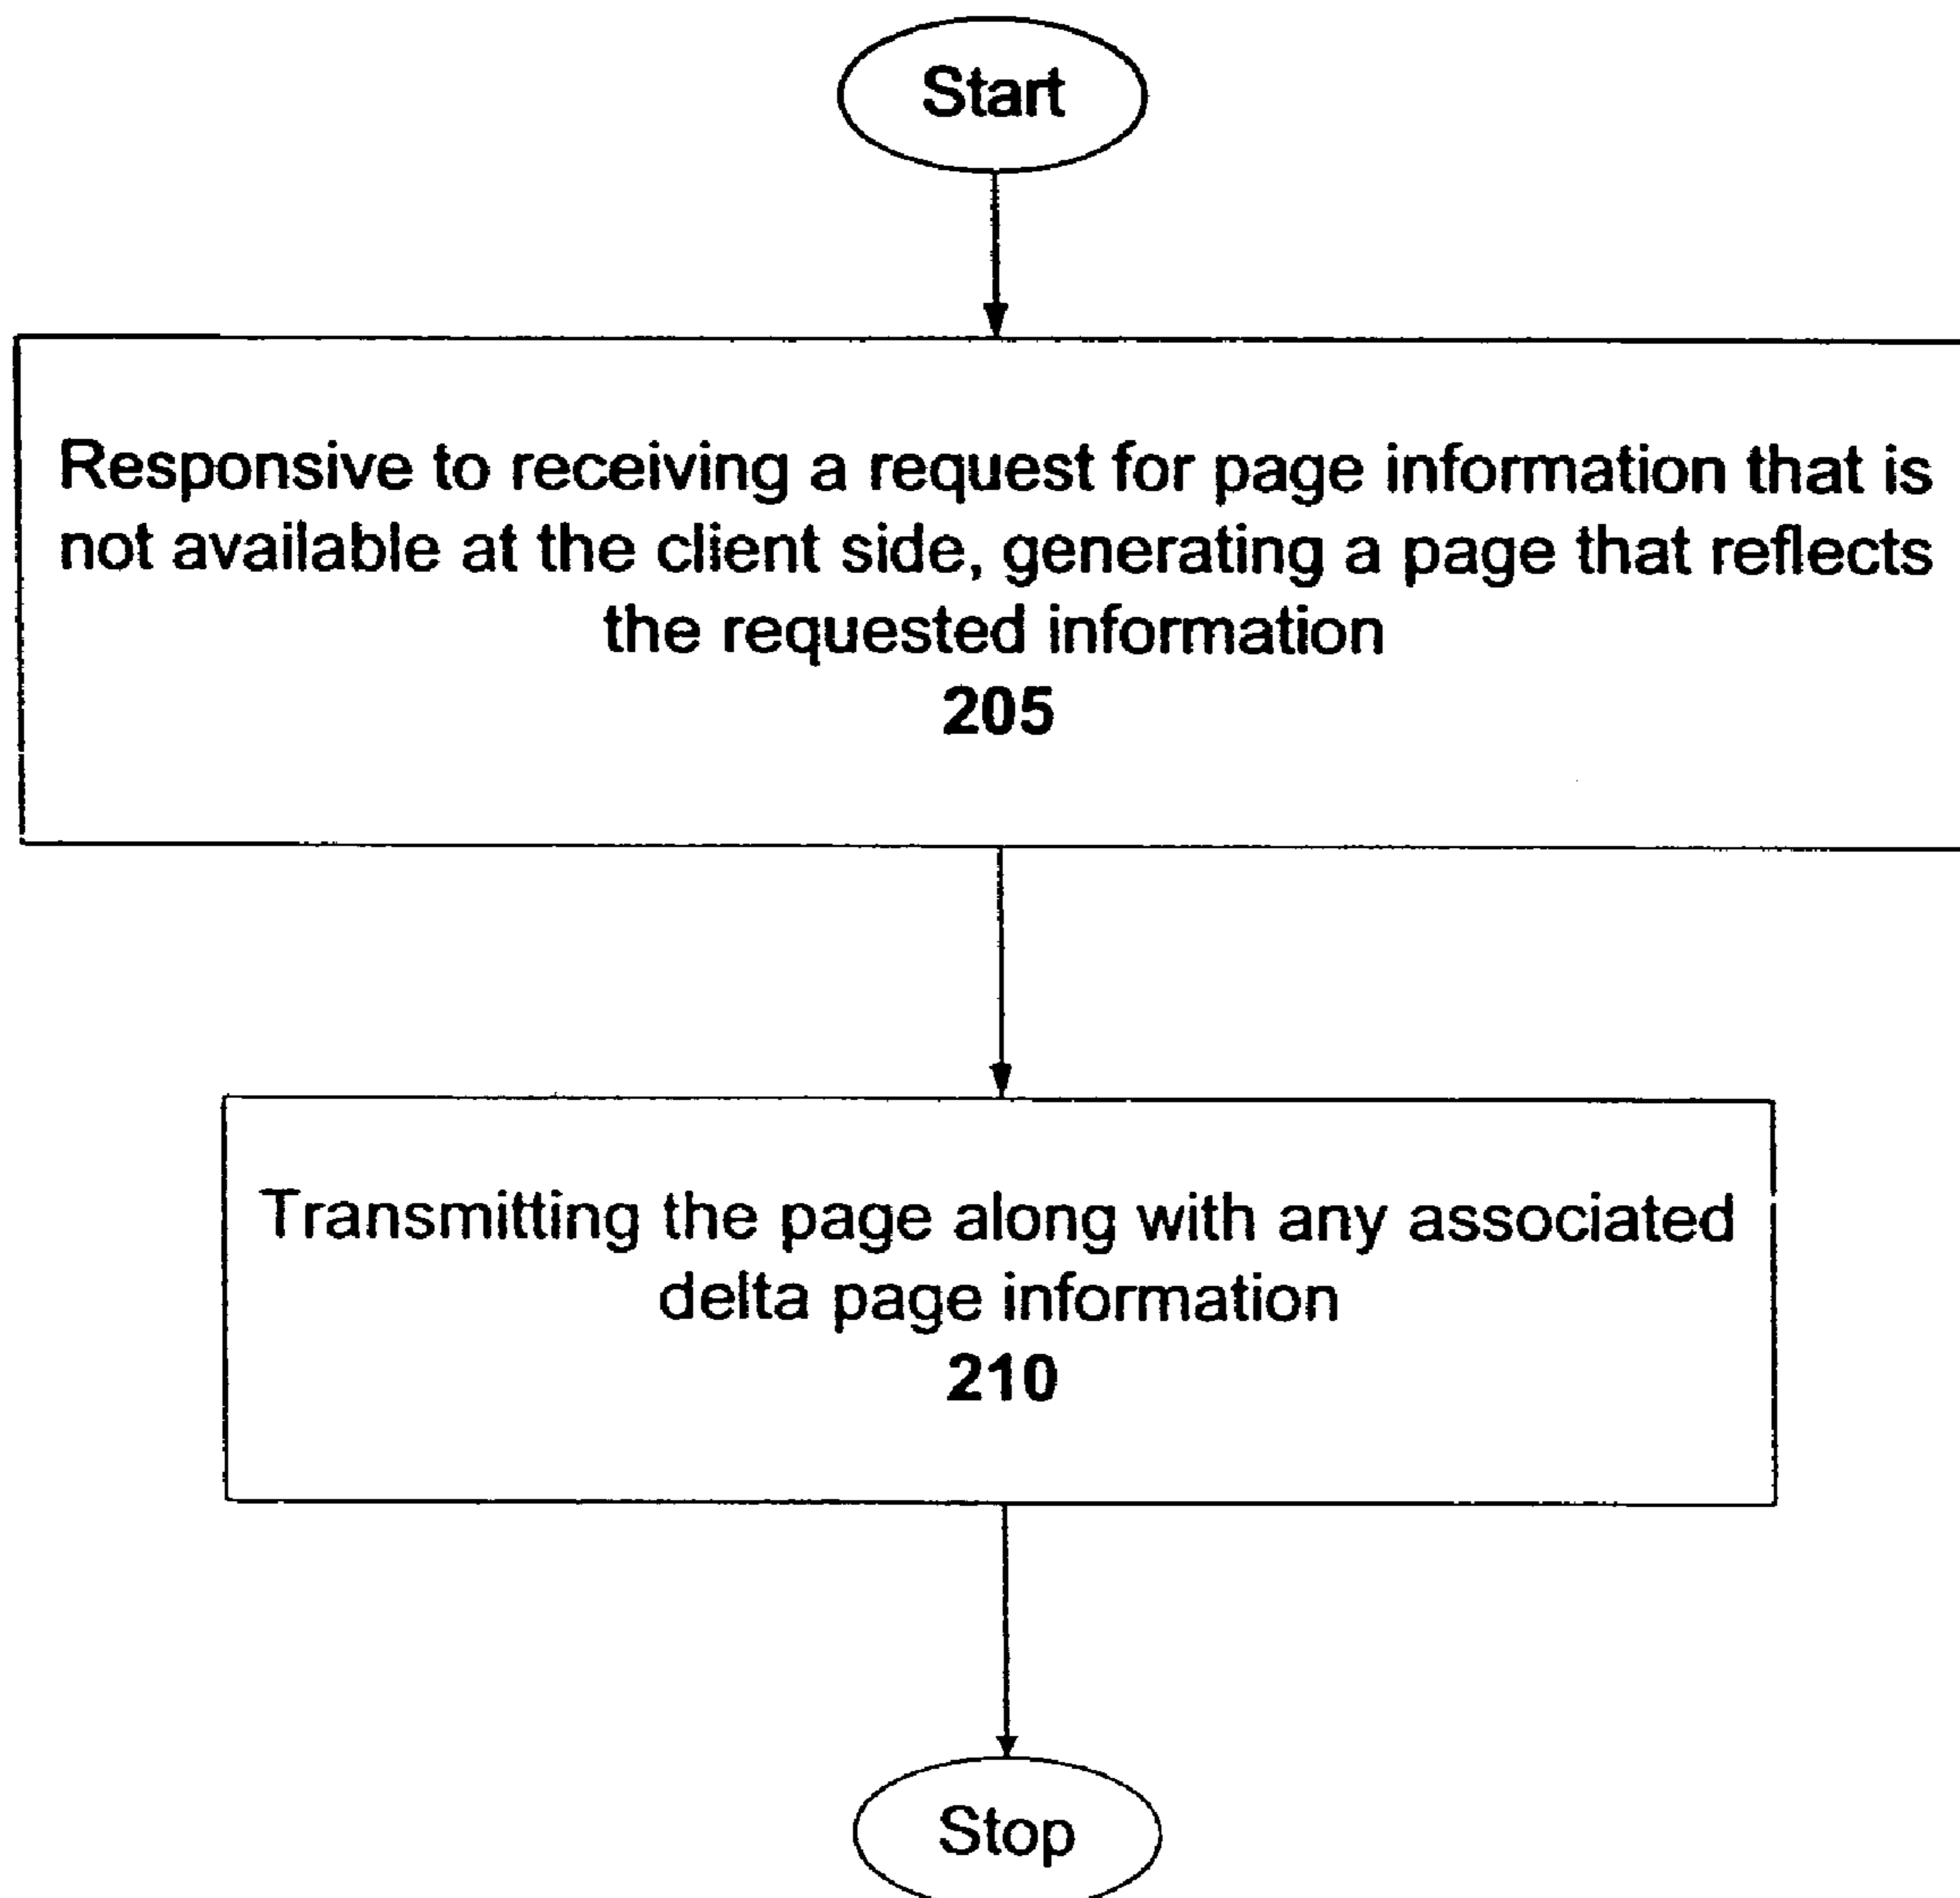 Start
Responsive to receiving a request for page information that is
not available at the client side, generating a page that reflects
the requested information
205
Transmitting the page along with any associated
delta page information
210
Stop